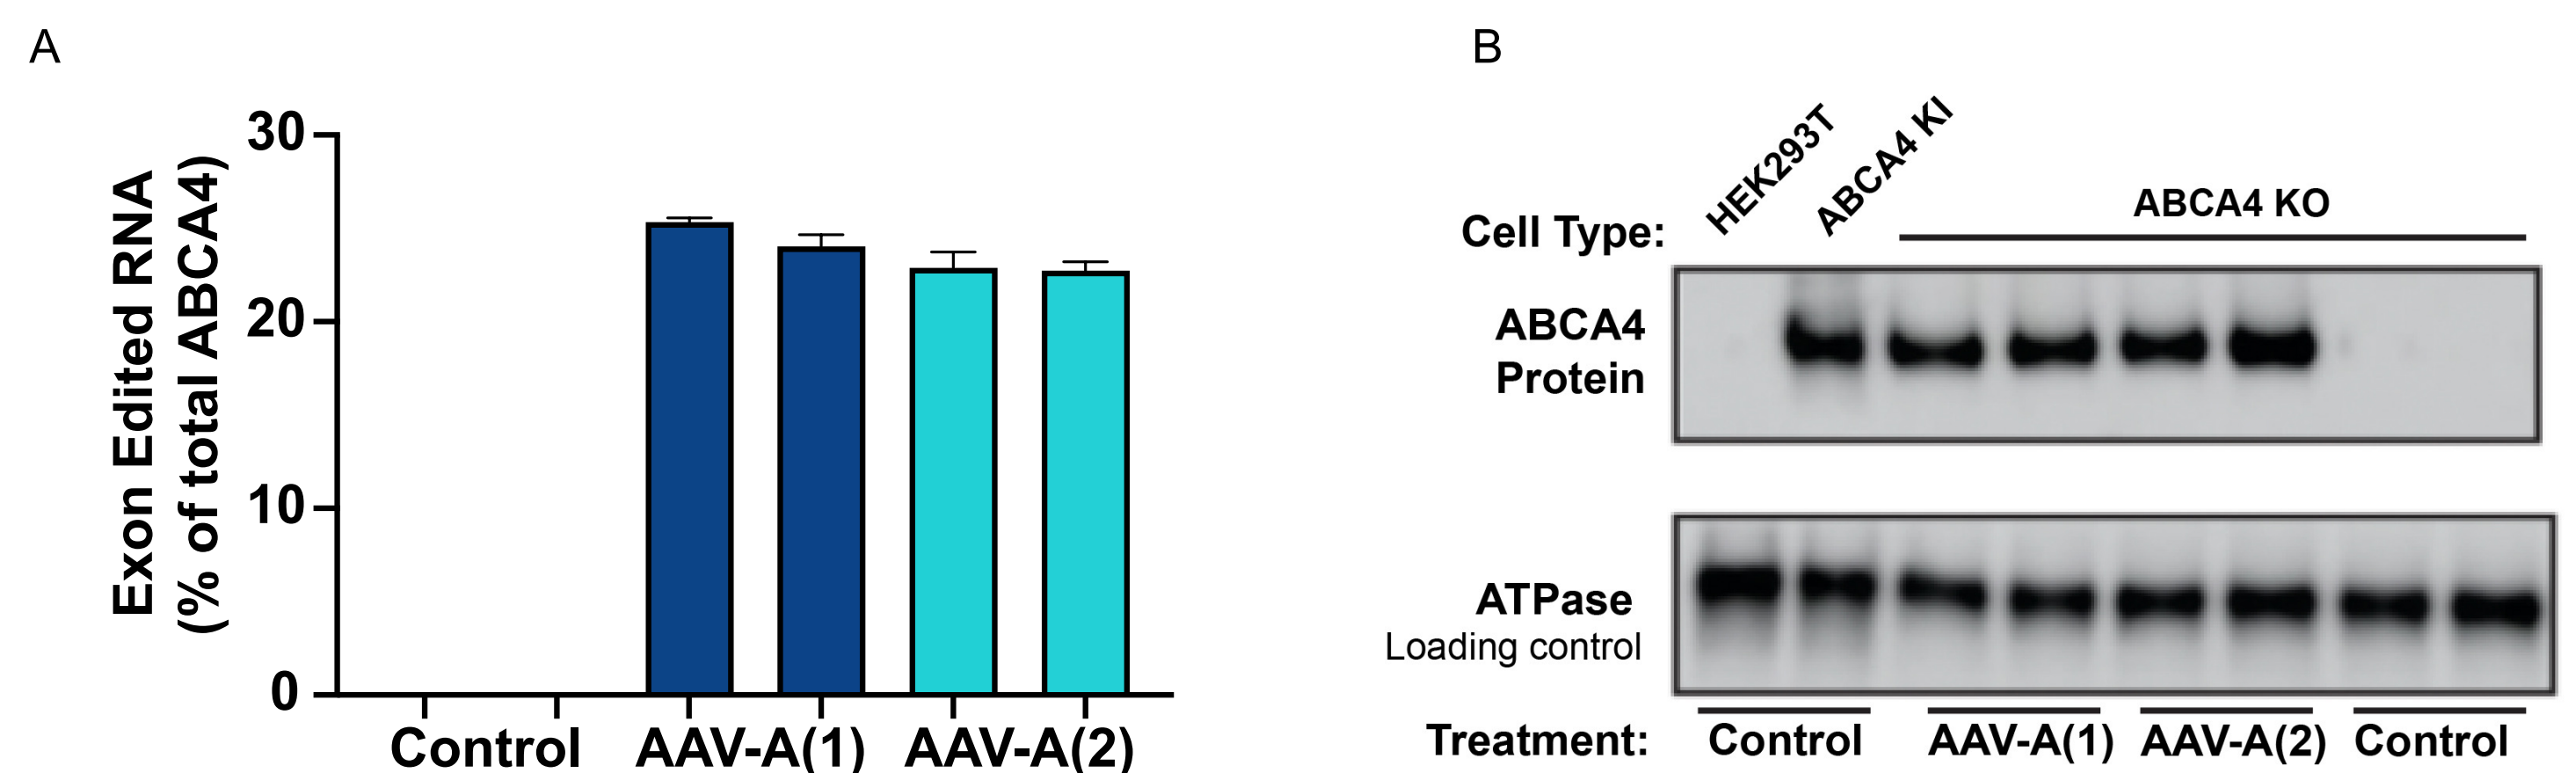 A
Exon Edited RNA
(% of total ABCA4)
30
20
10
0
Control AAV-A(1) AAV-A(2)
B
Cell Type:
HEK293T
ABCA4 KI
ABCA4 KO
ABCA4
Protein
ATPase
Loading control
Treatment: Control AAV-A(1) AAV-A(2) Control